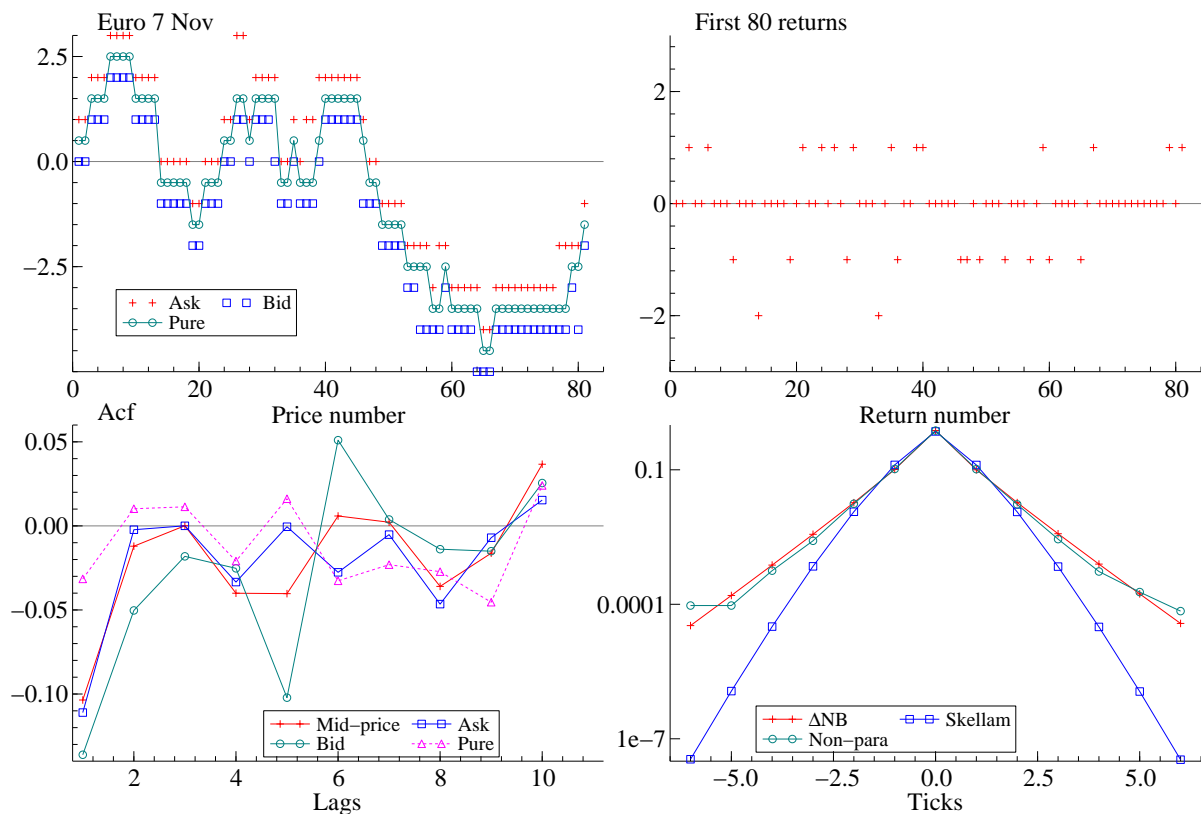 Euro 7 Nov
2.5
0.0
−2.5
Ask
Bid
Pure
0
20
40
60
80
Price number
First 80 returns
2
0
−2
0
20
40
60
80
Return number
Acf
0.05
0.00
−0.05
−0.10
Mid−price
Ask
Bid
Pure
2
4
6
8
10
Lags
0.1
0.0001
1e−7
ΔNB
Skellam
Non−para
−5.0
−2.5
0.0
2.5
5.0
Ticks